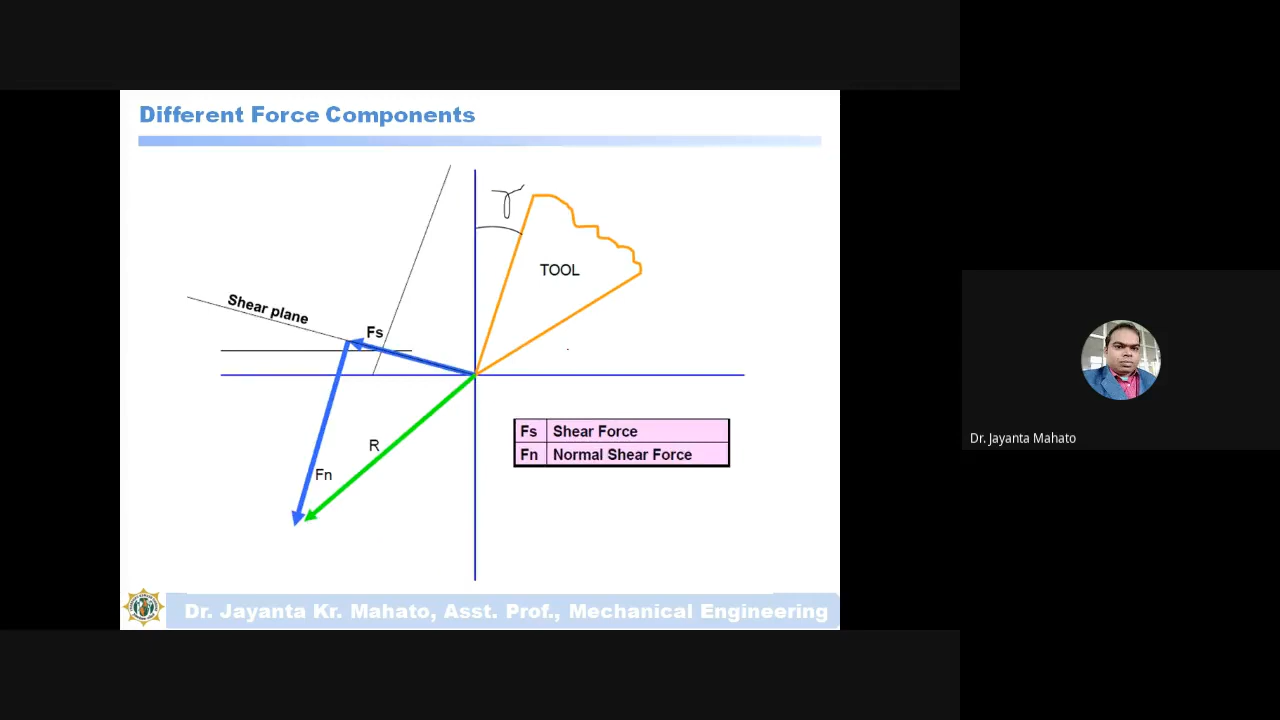 Different Force Components
γ
TOOL
Shear plane
Fs
R
Fn
Fs Shear Force
Fn Normal Shear Force
Dr. Jayanta Mahato
Dr. Jayanta Kr. Mahato, Asst. Prof., Mechanical Engineering